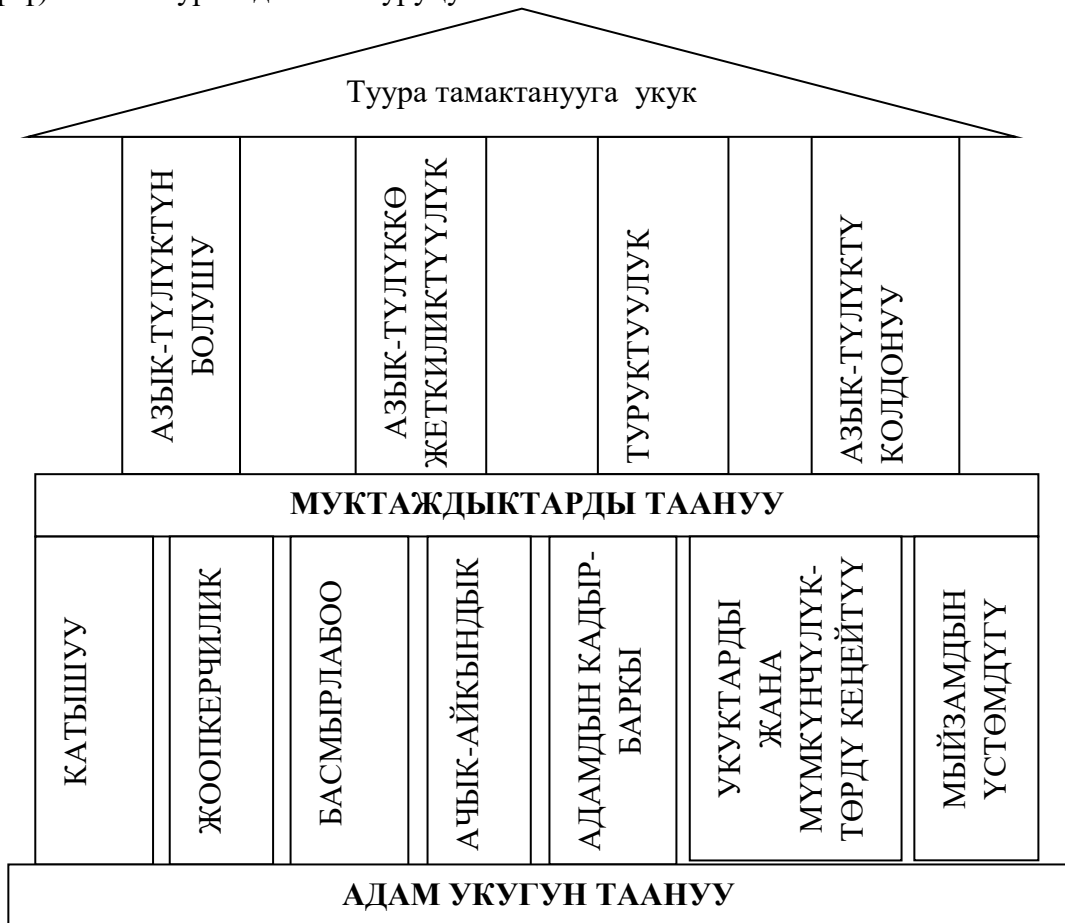 Туура тамактанууга укук
АЗЫК-ТҮЛҮКТҮН
БОЛУШУ
АЗЫК-ТҮЛҮККӨ
ЖЕТКИЛИКТҮҮЛҮК
ТУРУКТУУЛУК
АЗЫК-ТҮЛҮКТҮ
КОЛДОНУУ
МУКТАЖДЫКТАРДЫ ТААНУУ
КАТЫШУУ
ЖООПКЕРЧИЛИК
БАСМЫРЛАБОО
АЧЫК-АЙКЫНДЫК
АДАМДЫН КАДЫР-
БАРКЫ
УКУКТАРДЫ
ЖАНА
МҮМКҮНЧҮЛҮК-
ТӨРДҮ КЕҢЕЙТҮҮ
МЫЙЗАМДЫН
ҮСТӨМДҮГҮ
АДАМ УКУГУН ТААНУУ